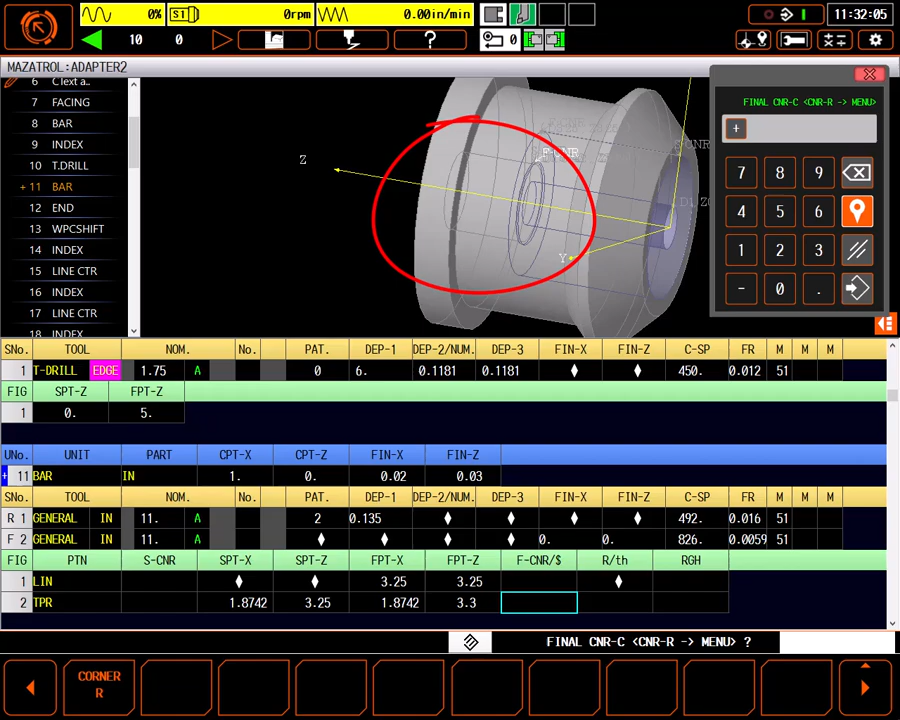 0% S1 0rpm 0.00in/min 11:32:05
10 0 ? 0
MAZATROL:ADAPTER2
6 CText a..
7 FACING
8 BAR
9 INDEX
10 T.DRILL
+ 11 BAR
12 END
13 WPCSHIFT
14 INDEX
15 LINE CTR
16 INDEX
17 LINE CTR
18 INDEX
Z
F-CNR
Y
FINAL CNR-C <CNR-R -> MENU>
+
7 8 9
4 5 6
1 2 3
- 0 .
SNo. TOOL NOM. No. PAT. DEP-1 DEP-2/NUM. DEP-3 FIN-X FIN-Z C-SP FR M M M
1 T-DRILL EDGE 1.75 A 0 6. 0.1181 0.1181 ♦ ♦ 450. 0.012 51
FIG SPT-Z FPT-Z
1 0. 5.
UNo. UNIT PART CPT-X CPT-Z FIN-X FIN-Z
+ 11 BAR IN 1. 0. 0.02 0.03
SNo. TOOL NOM. No. PAT. DEP-1 DEP-2/NUM. DEP-3 FIN-X FIN-Z C-SP FR M M M
R 1 GENERAL IN 11. A 2 0.135 ♦ ♦ ♦ ♦ 492. 0.016 51
F 2 GENERAL IN 11. A ♦ ♦ ♦ ♦ 0. 0. 826. 0.0059 51
FIG PTN S-CNR SPT-X SPT-Z FPT-X FPT-Z F-CNR/$ R/th RGH
1 LIN ♦ ♦ 3.25 3.25 ♦
2 TPR 1.8742 3.25 1.8742 3.3
FINAL CNR-C <CNR-R -> MENU> ?
CORNER
R